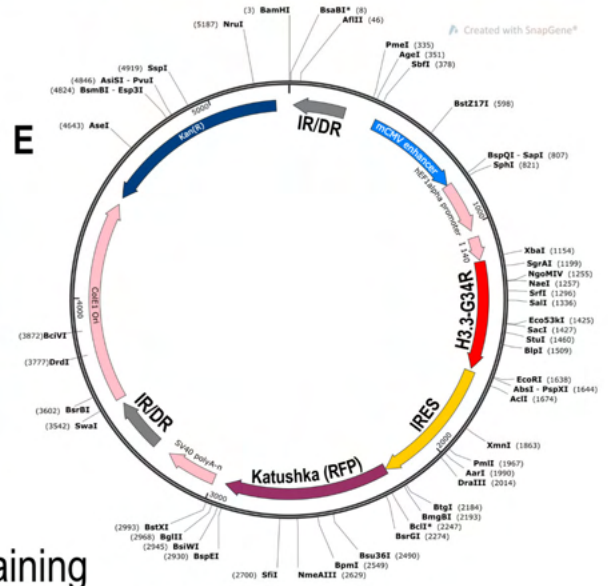 Created with SnapGene®
E
(3) BamHI
BsaBI* (8)
AflII (46)
(5187) NruI
PmeI (335)
AgeI (351)
SbfI (378)
(4919) SspI
(4846) AsiSI - PvuI
(4824) BsmBI - Esp3I
(4643) AseI
BstZ17I (598)
BspQI - SapI (807)
SphI (821)
XbaI (1154)
SgrAI (1199)
NgoMIV (1255)
NaeI (1257)
SrfI (1296)
SalI (1336)
Eco53kI (1425)
SacI (1427)
StuI (1460)
BlpI (1509)
EcoRI (1638)
AbsI - PspXI (1644)
AclI (1674)
XmnI (1863)
PmlI (1967)
AarI (1990)
DraIII (2014)
BtgI (2184)
BmgBI (2193)
BclI* (2247)
BsrGI (2274)
Bsu36I (2490)
BpmI (2549)
NmeAIII (2629)
(2700) SfiI
(2930) BspEI
(2945) BsiWI
(2968) BglII
(2993) BstXI
(3542) SwaI
(3602) BsrBI
(3777)DrdI
(3872)BciVI
5000
1000
2000
3000
4000
Kan(R)
IR/DR
mCMV enhancer
hEF1alpha promoter
1 140
H3.3-G34R
IRES
Katushka (RFP)
SV40 polyA-n
IR/DR
ColE1 Ori
aining